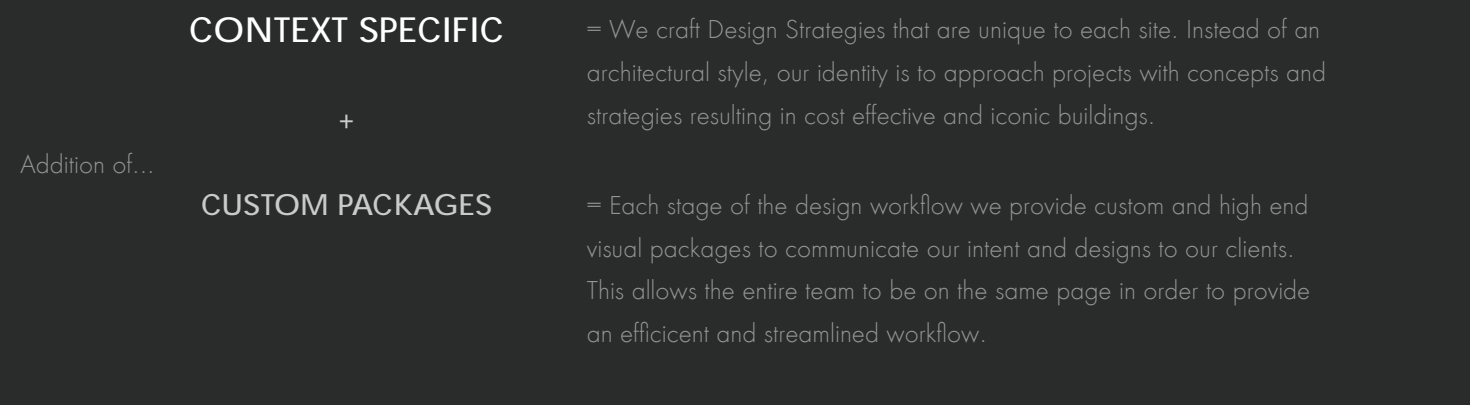 CONTEXT SPECIFIC
= We craft Design Strategies that are unique to each site. Instead of an
architectural style, our identity is to approach projects with concepts and
strategies resulting in cost effective and iconic buildings.
+
Addition of...
CUSTOM PACKAGES
= Each stage of the design workflow we provide custom and high end
visual packages to communicate our intent and designs to our clients.
This allows the entire team to be on the same page in order to provide
an efficicent and streamlined workflow.